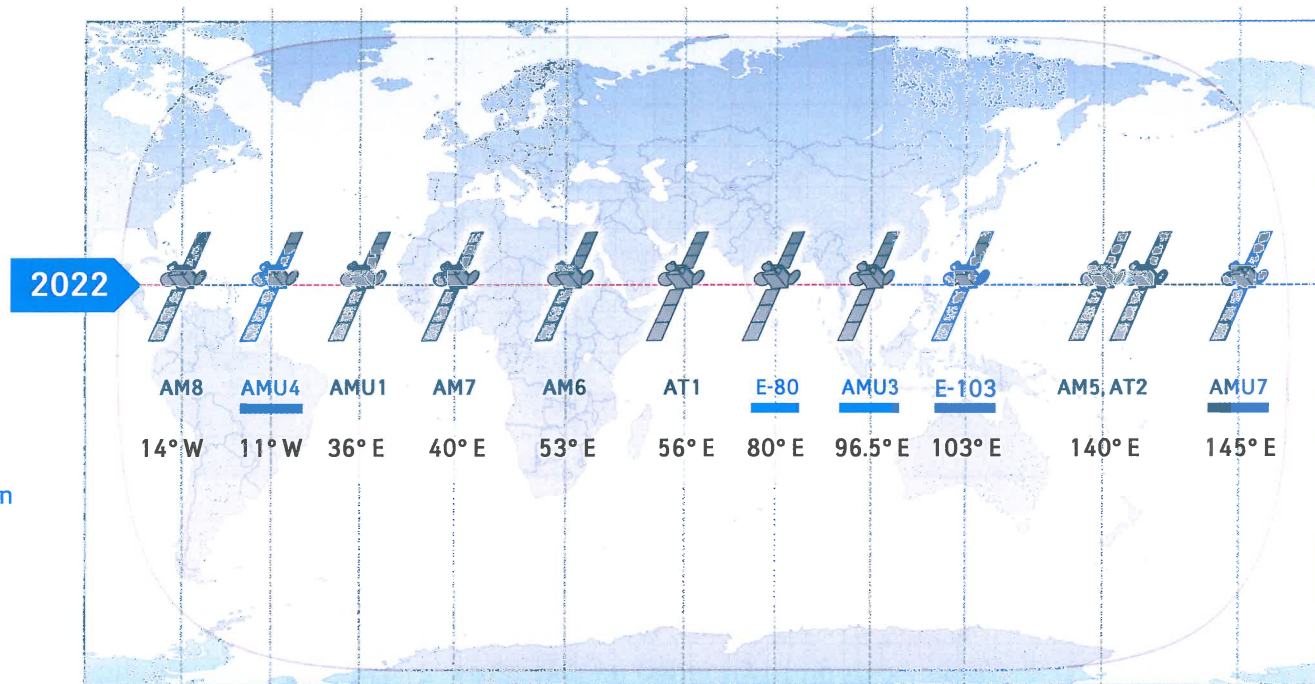 2022
AM8 AMU4 AMU1 AM7 AM6 AT1 E-80 AMU3 E-103 AM5, AT2 AMU7
14° W 11° W 36° E 40° E 53° E 56° E 80° E 96.5° E 103° E 140° E 145° E
n